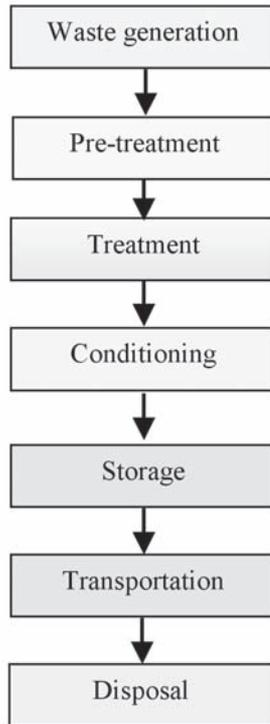 Waste generation
Pre-treatment
Treatment
Conditioning
Storage
Transportation
Disposal